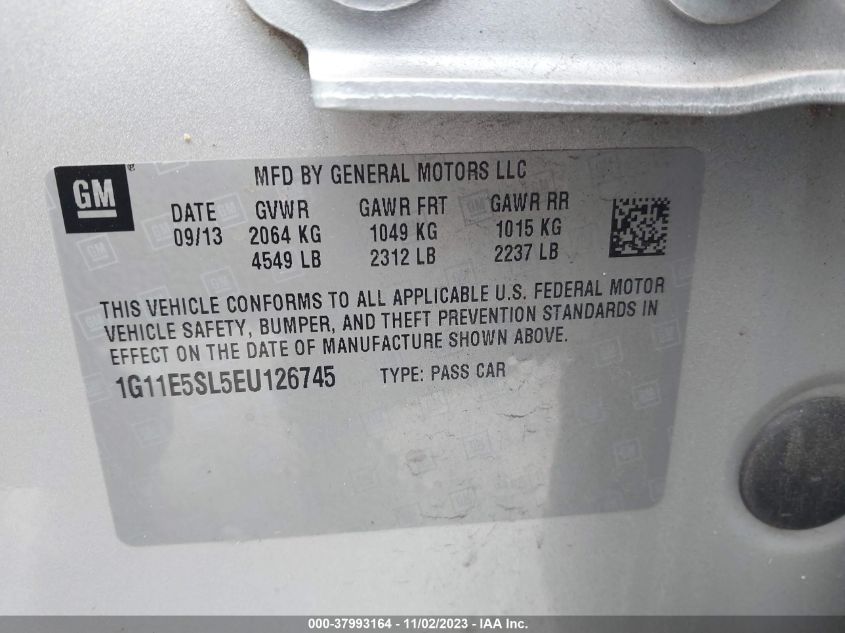 GM
MFD BY GENERAL MOTORS LLC
DATE GVWR GAWR FRT GAWR RR
09/13 2064 KG 1049 KG 1015 KG
4549 LB 2312 LB 2237 LB
THIS VEHICLE CONFORMS TO ALL APPLICABLE U.S. FEDERAL MOTOR
VEHICLE SAFETY, BUMPER, AND THEFT PREVENTION STANDARDS IN
EFFECT ON THE DATE OF MANUFACTURE SHOWN ABOVE.
1G11E5SL5EU126745 TYPE: PASS CAR
000-37993164 - 11/02/2023 - IAA Inc.